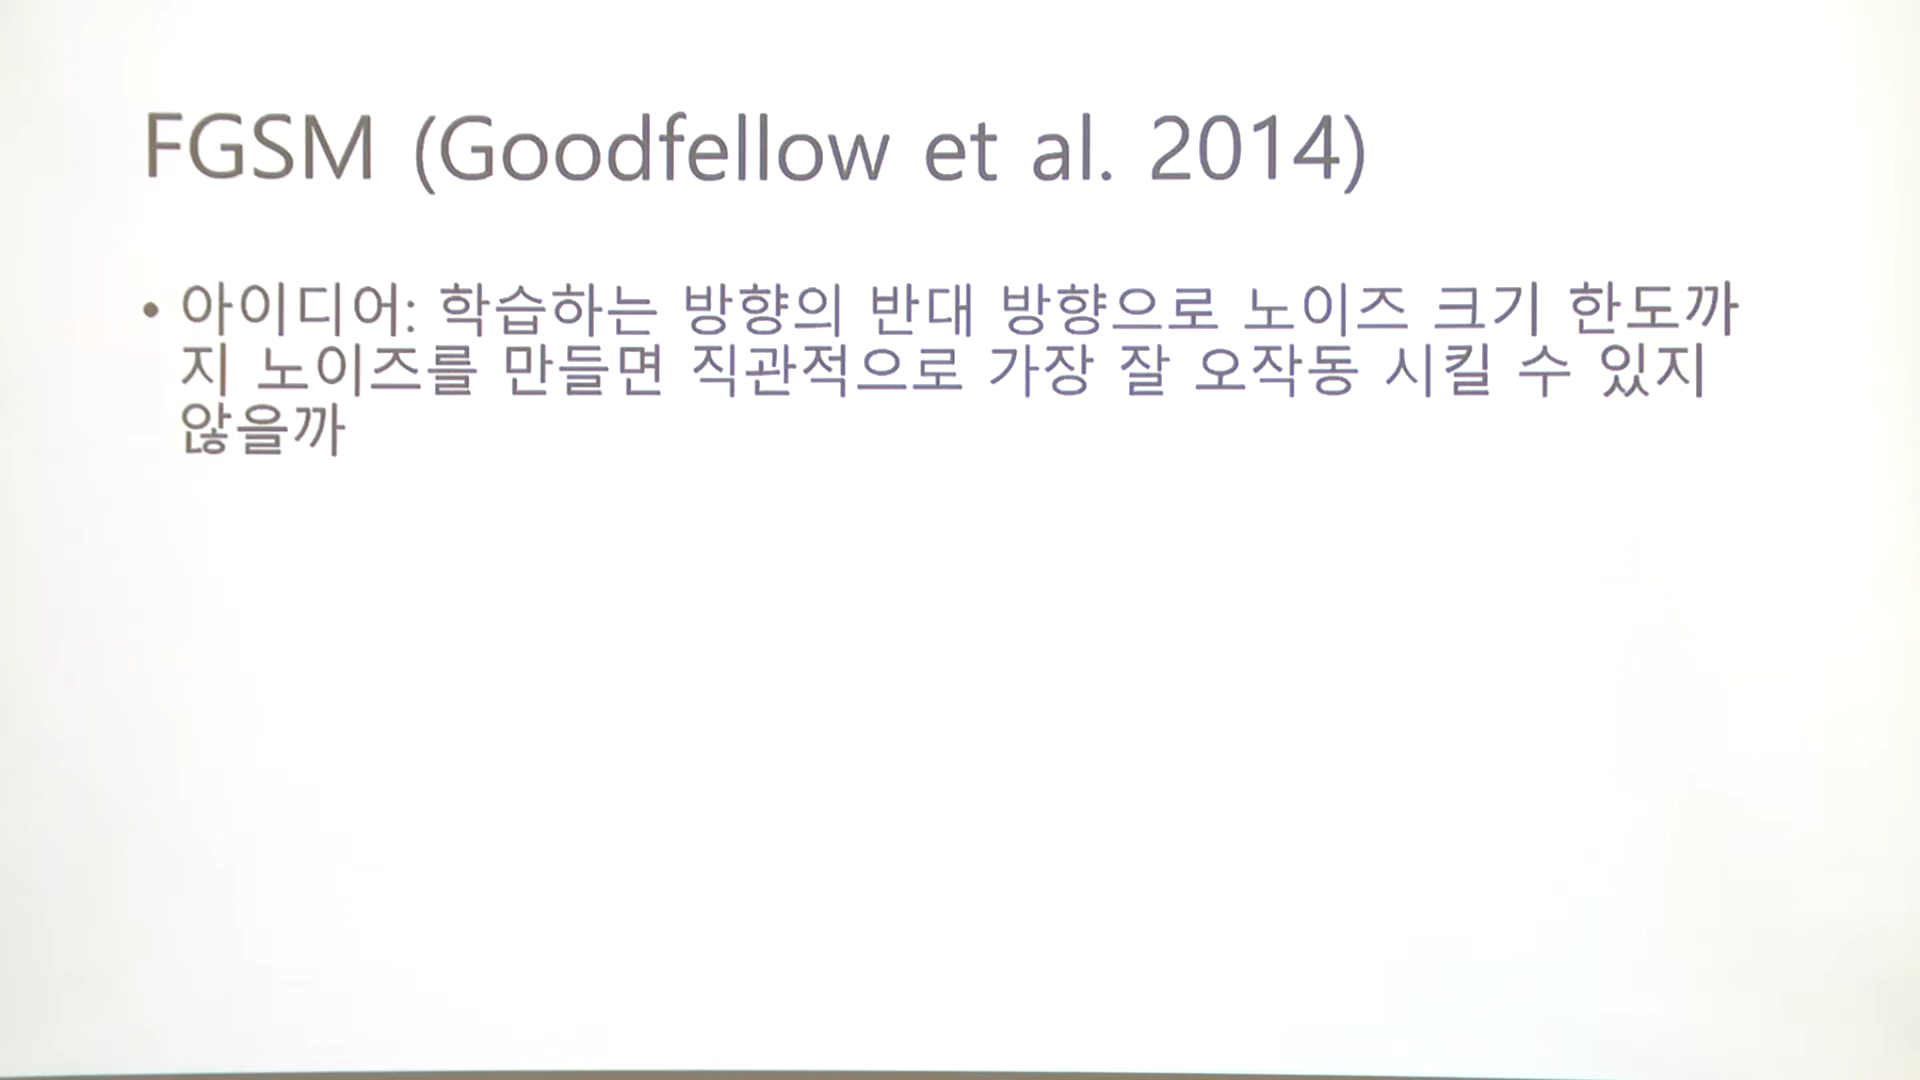 FGSM (Goodfellow et al. 2014)
• 아이디어: 학습하는 방향의 반대 방향으로 노이즈 크기 한도까
지 노이즈를 만들면 직관적으로 가장 잘 오작동 시킬 수 있지
않을까